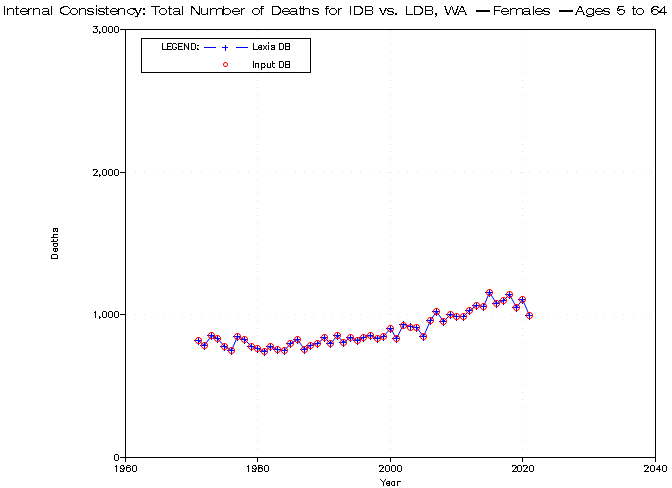 Internal Consistency: Total Number of Deaths for IDB vs. LDB, WA —Females —Ages 5 to 64
3,000
LEGEND: — + — Lexis DB
Input DB
2,000
Deaths
1,000
0
1960 1980 2000 2020 2040
Year